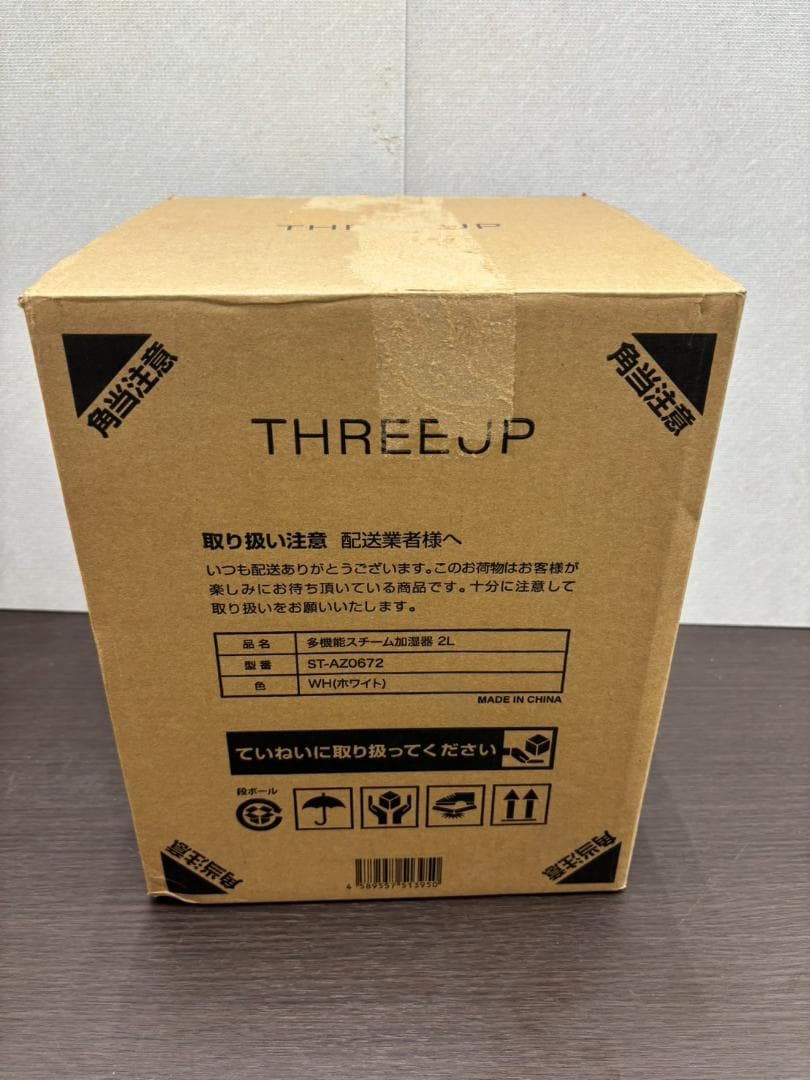 THREEUP
角当注意
角当注意
THREEUP
取り扱い注意 配送業者様へ
いつも配送ありがとうございます。このお荷物はお客様が
楽しみにお待ち頂いている商品です。十分に注意して
取り扱いをお願いいたします。
品名 多機能スチーム加湿器 2L
型番 ST-AZ0672
色 WH(ホワイト)
MADE IN CHINA
ていねいに取り扱ってください
段ボール
角当注意
角当注意
4 589557 513950